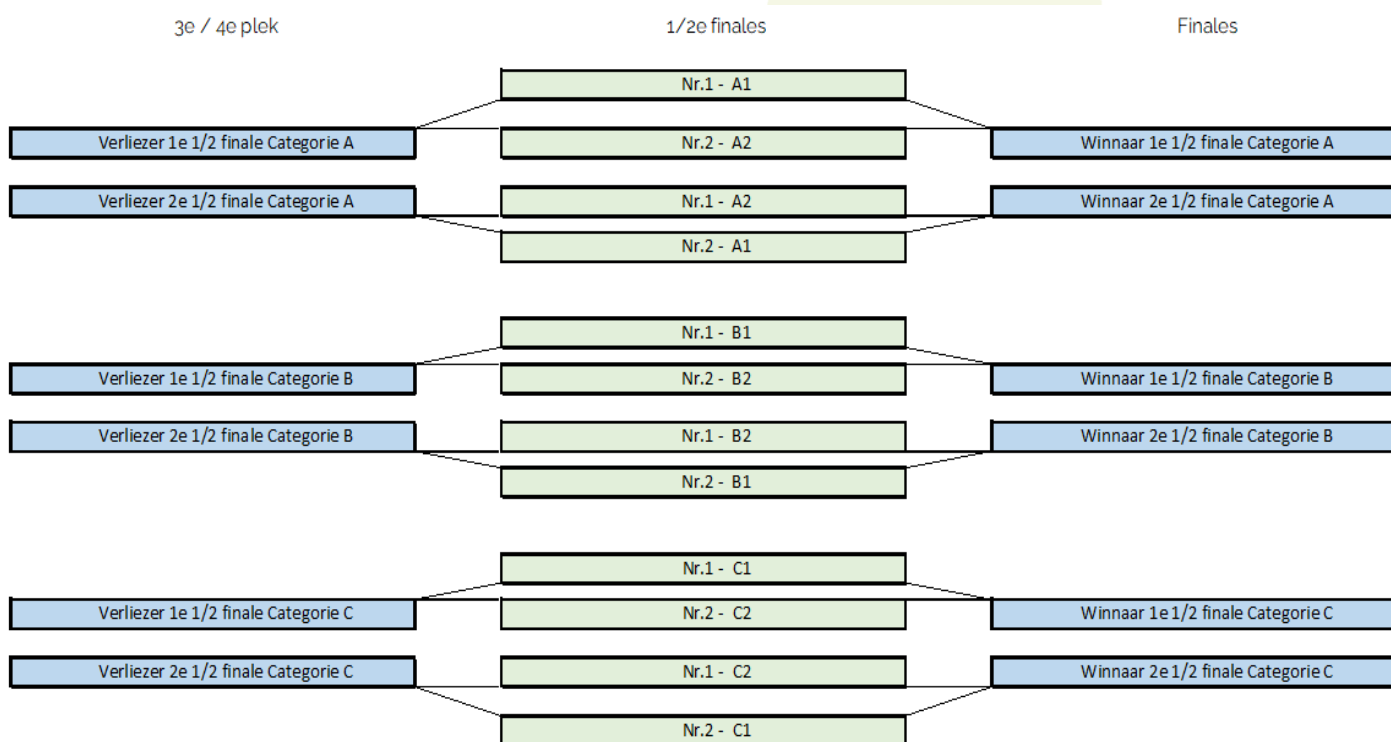 3e / 4e plek 1/2e finales Finales
Nr.1 - A1
Verliezer 1e 1/2 finale Categorie A Nr.2 - A2 Winnaar 1e 1/2 finale Categorie A
Verliezer 2e 1/2 finale Categorie A Nr.1 - A2 Winnaar 2e 1/2 finale Categorie A
Nr.2 - A1
Nr.1 - B1
Verliezer 1e 1/2 finale Categorie B Nr.2 - B2 Winnaar 1e 1/2 finale Categorie B
Verliezer 2e 1/2 finale Categorie B Nr.1 - B2 Winnaar 2e 1/2 finale Categorie B
Nr.2 - B1
Nr.1 - C1
Verliezer 1e 1/2 finale Categorie C Nr.2 - C2 Winnaar 1e 1/2 finale Categorie C
Verliezer 2e 1/2 finale Categorie C Nr.1 - C2 Winnaar 2e 1/2 finale Categorie C
Nr.2 - C1